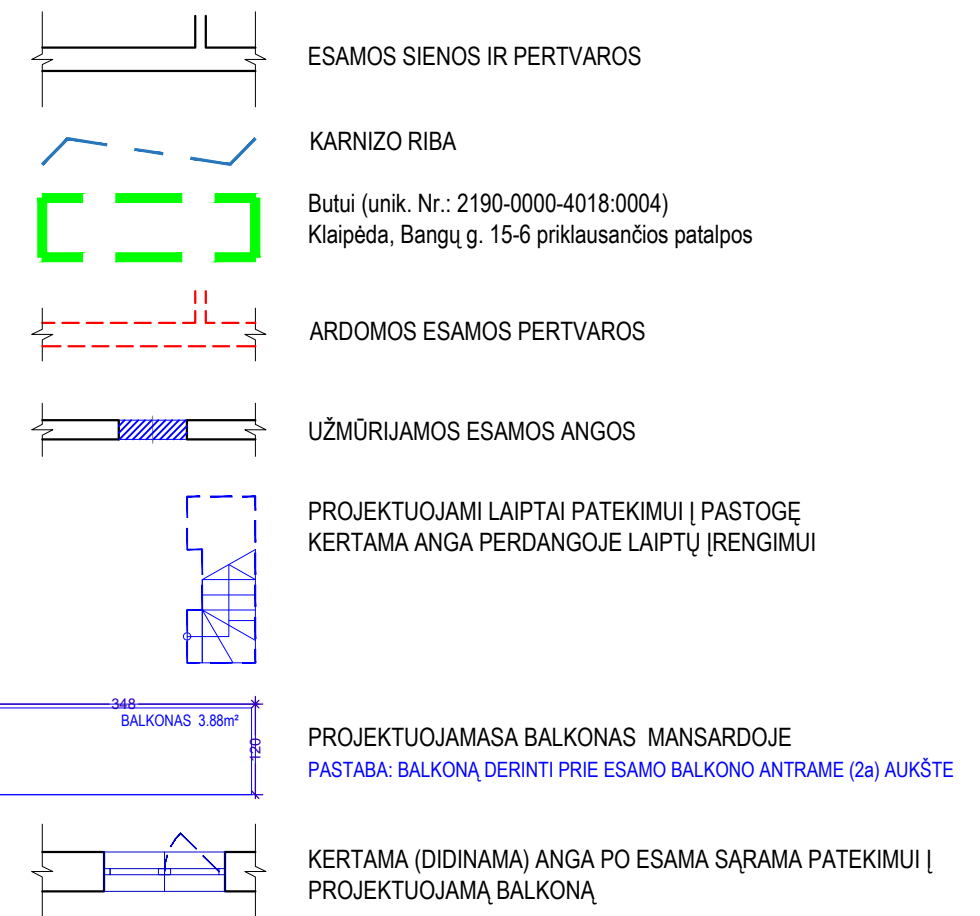 ESAMOS SIENOS IR PERTVAROS
KARNIZO RIBA
Butui (unik. Nr.: 2190-0000-4018:0004)
Klaipėda, Bangų g. 15-6 priklausančios patalpos
ARDOMOS ESAMOS PERTVAROS
UŽMŪRIJAMOS ESAMOS ANGOS
PROJEKTUOJAMI LAIPTAI PATEKIMUI Į PASTOGĘ
KERTAMA ANGA PERDANGOJE LAIPTŲ ĮRENGIMUI
348
BALKONAS 3.88m²
120
PROJEKTUOJAMASA BALKONAS MANSARDOJE
PASTABA: BALKONĄ DERINTI PRIE ESAMO BALKONO ANTRAME (2a) AUKŠTE
KERTAMA (DIDINAMA) ANGA PO ESAMA SĄRAMA PATEKIMUI Į
PROJEKTUOJAMĄ BALKONĄ